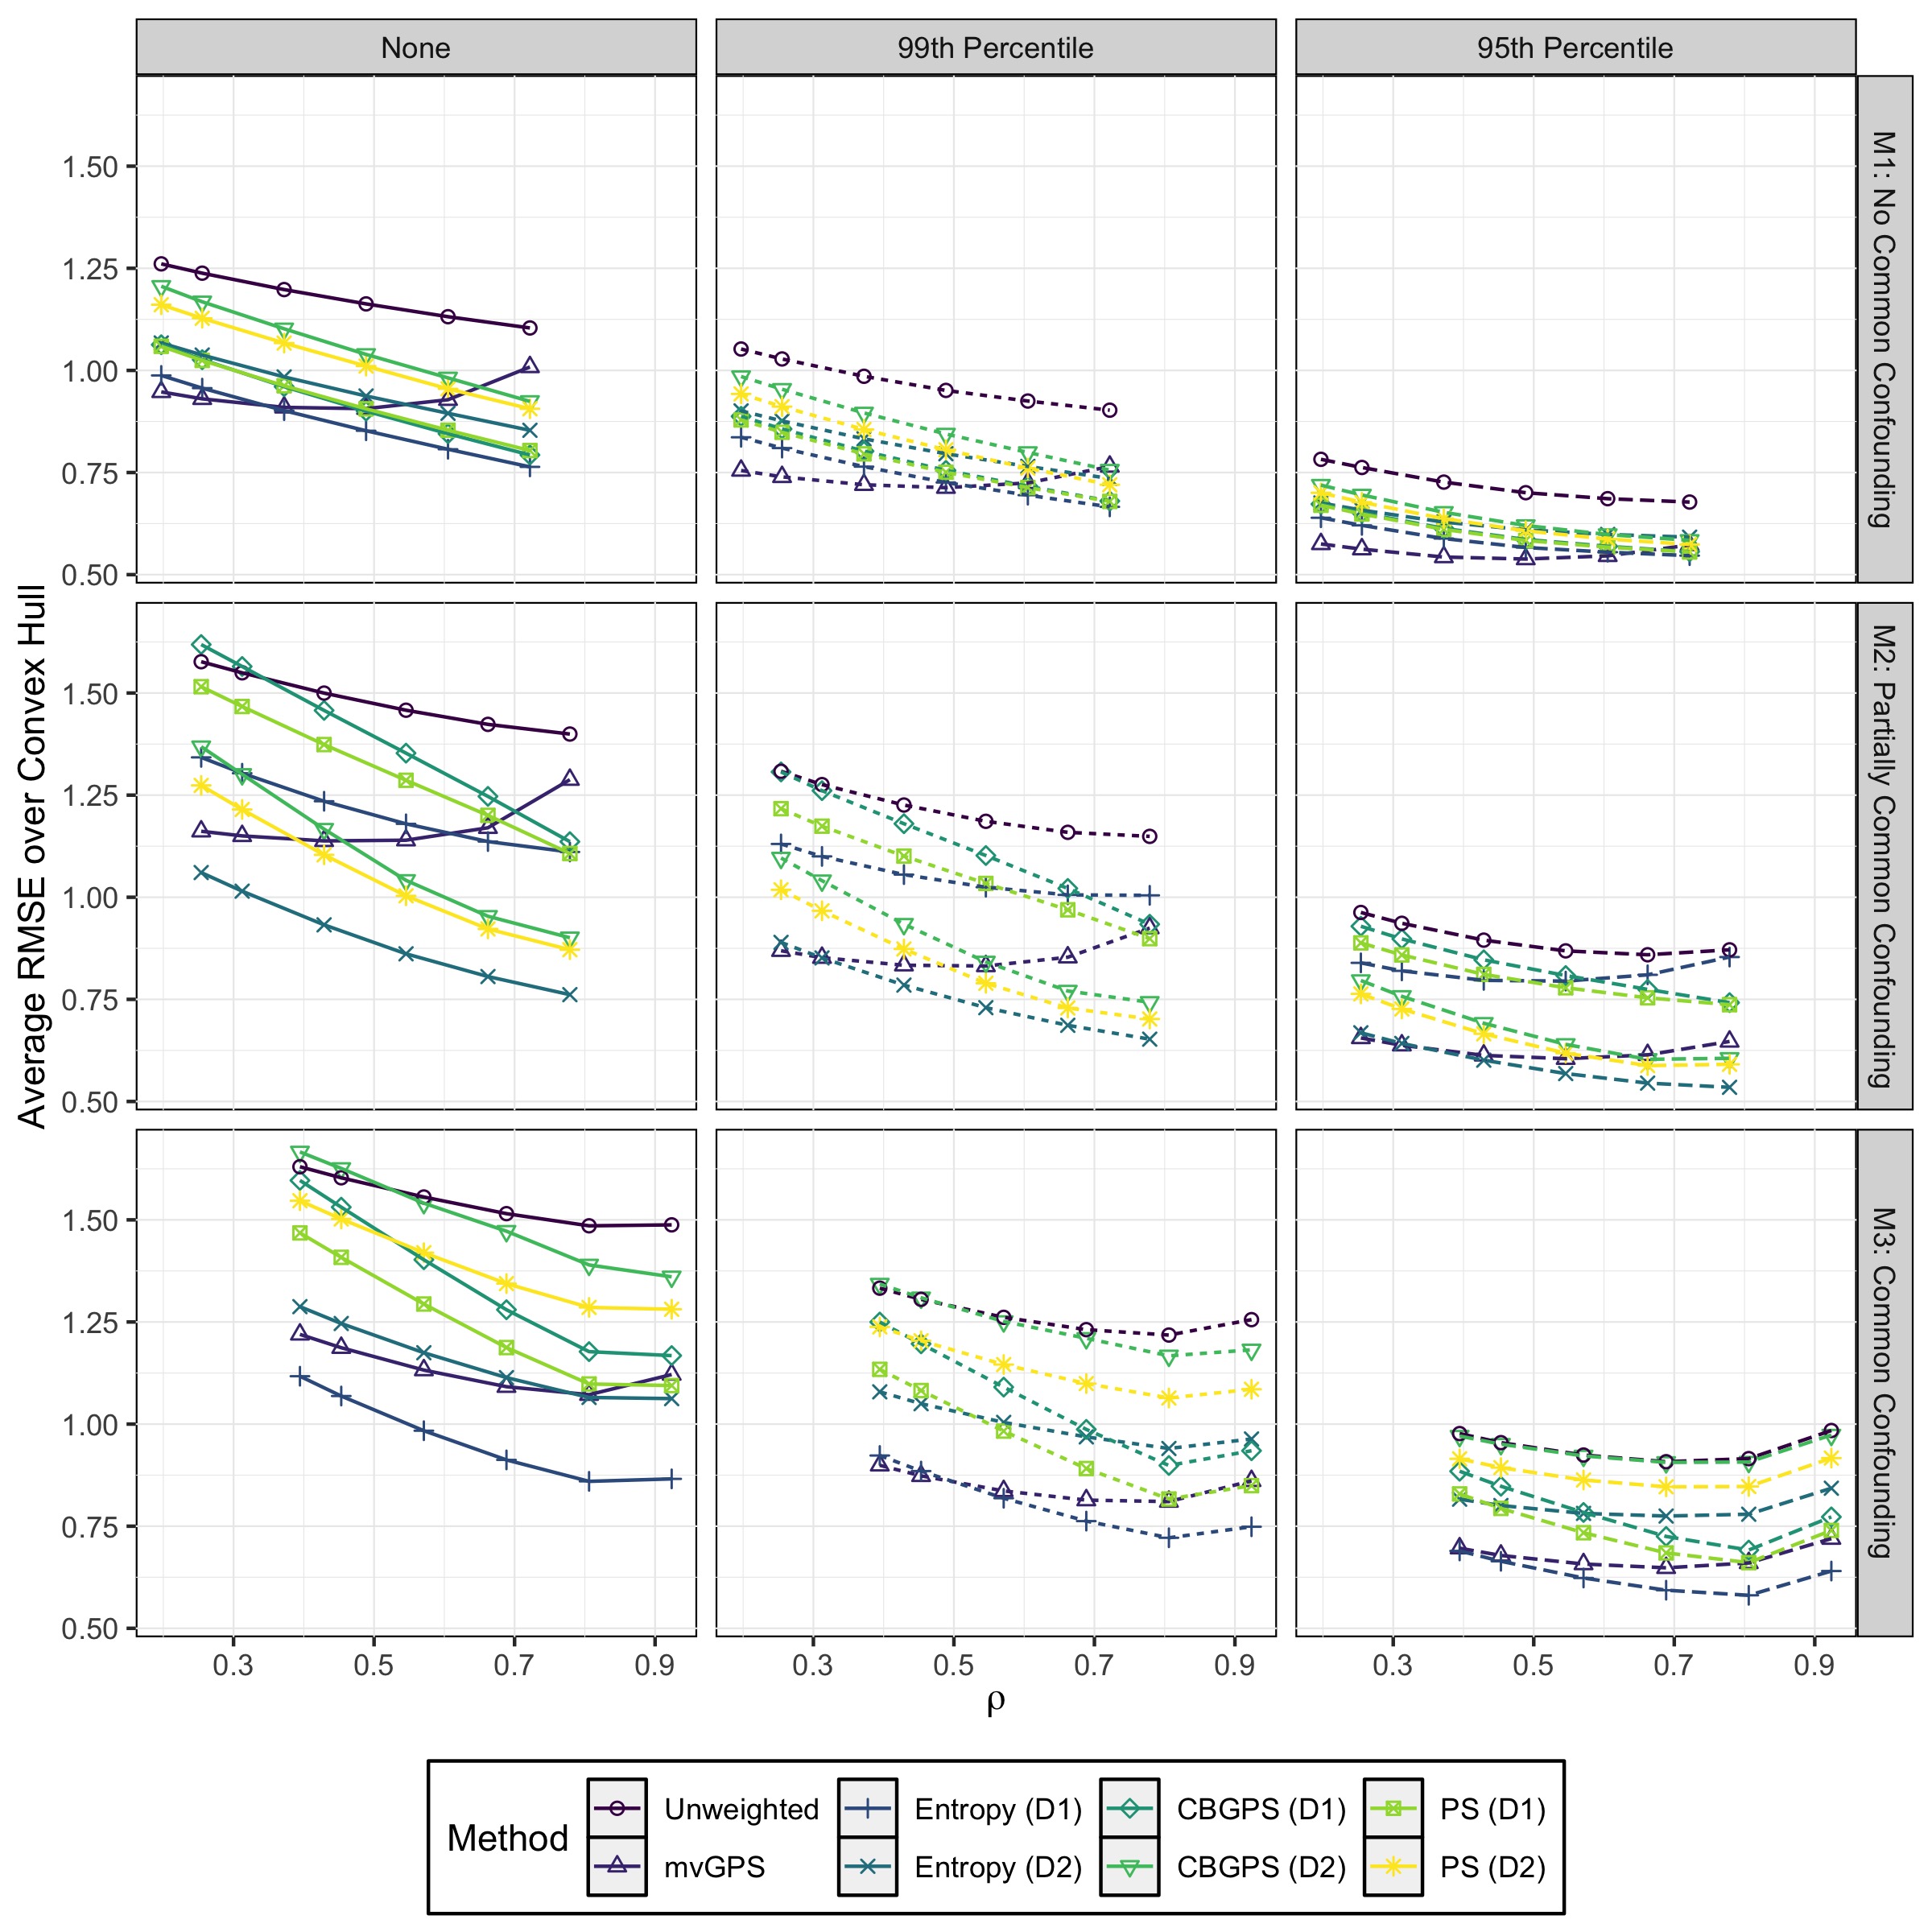 None
99th Percentile
95th Percentile
1.50
1.25
1.00
0.75
0.50
M1: No Common Confounding
1.50
1.25
1.00
0.75
0.50
M2: Partially Common Confounding
1.50
1.25
1.00
0.75
0.50
M3: Common Confounding
Average RMSE over Convex Hull
0.3 0.5 0.7 0.9
0.3 0.5 0.7 0.9
0.3 0.5 0.7 0.9
ρ
Method
Unweighted
Entropy (D1)
CBGPS (D1)
PS (D1)
mvGPS
Entropy (D2)
CBGPS (D2)
PS (D2)